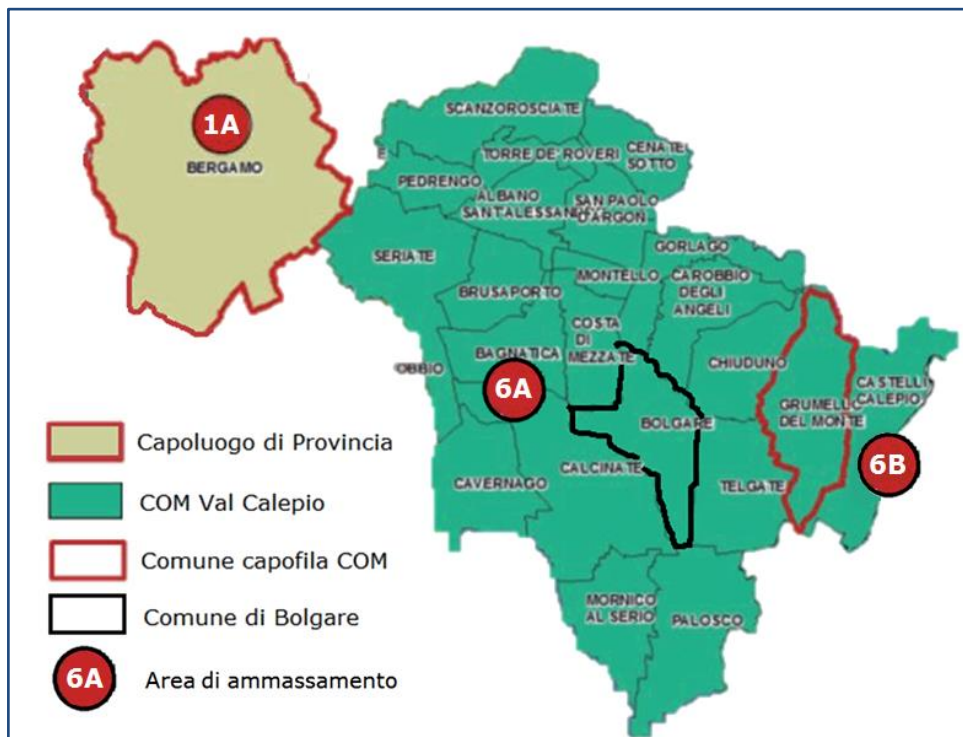 1A
BERGAMO
SCANZOROSCIATE
TORRE DE' ROVERI
CENATE
SOTTO
E
PEDRENGO
ALBANO
SANT'ALESSANDRO
SAN PAOLO
D'ARGON
SERIATE
GORLAGO
MONTELLO
CAROBBIO
DEGLI
ANGELI
BRUSAPORTO
COSTA
DI
MEZZATE
BAGNATICA
OBBIO
CHIUDUNO
CASTELLI
CALEPIO
6A
GRUMELLO
DEL MONTE
BOLGARE
6B
CALCINATE
CAVERNAGO
TELGATE
MORNICO
AL SERIO
PALOSCO
Capoluogo di Provincia
COM Val Calepio
Comune capofila COM
Comune di Bolgare
6A
Area di ammassamento